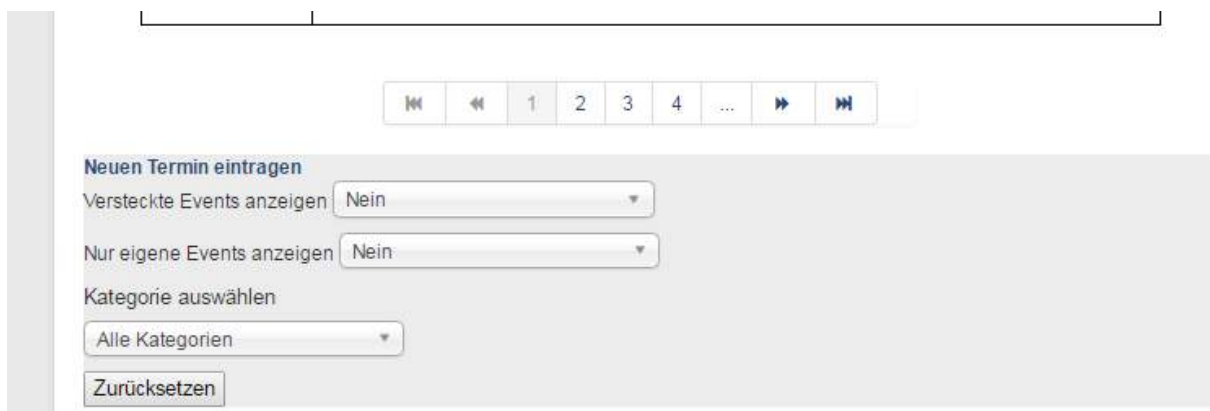 1 2 3 4 ...
Neuen Termin eintragen
Versteckte Events anzeigen Nein
Nur eigene Events anzeigen Nein
Kategorie auswählen
Alle Kategorien
Zurücksetzen